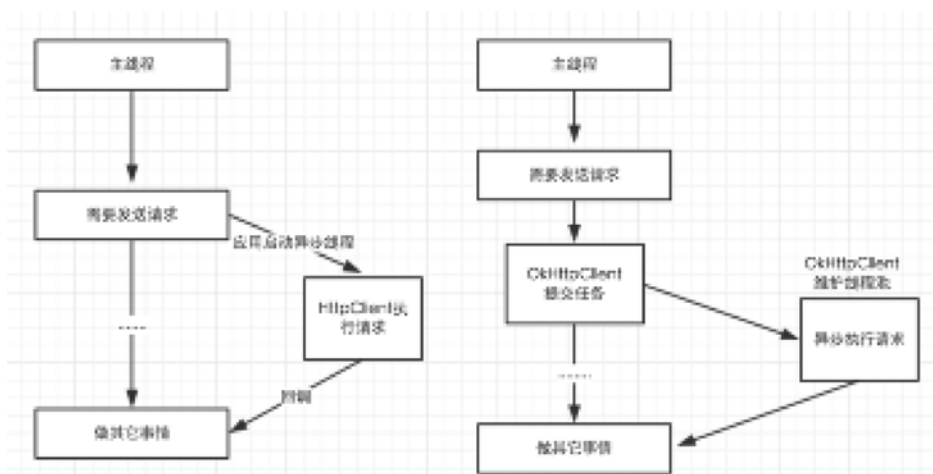 主线程
需要发送请求
应用启动异步线程
HttpClient执
行请求
......
回调
做其它事情
主线程
需要发送请求
OkHttpClient
提交任务
OkHttpClient
维护线程池
异步执行请求
......
做其它事情